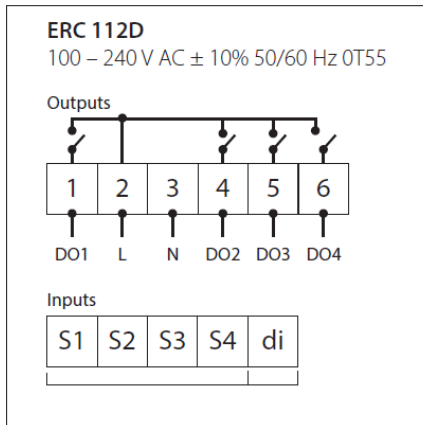 ERC 112D
100 – 240 V AC ± 10% 50/60 Hz 0T55
Outputs
1 2 3 4 5 6
DO1 L N DO2 DO3 DO4
Inputs
S1 S2 S3 S4 di